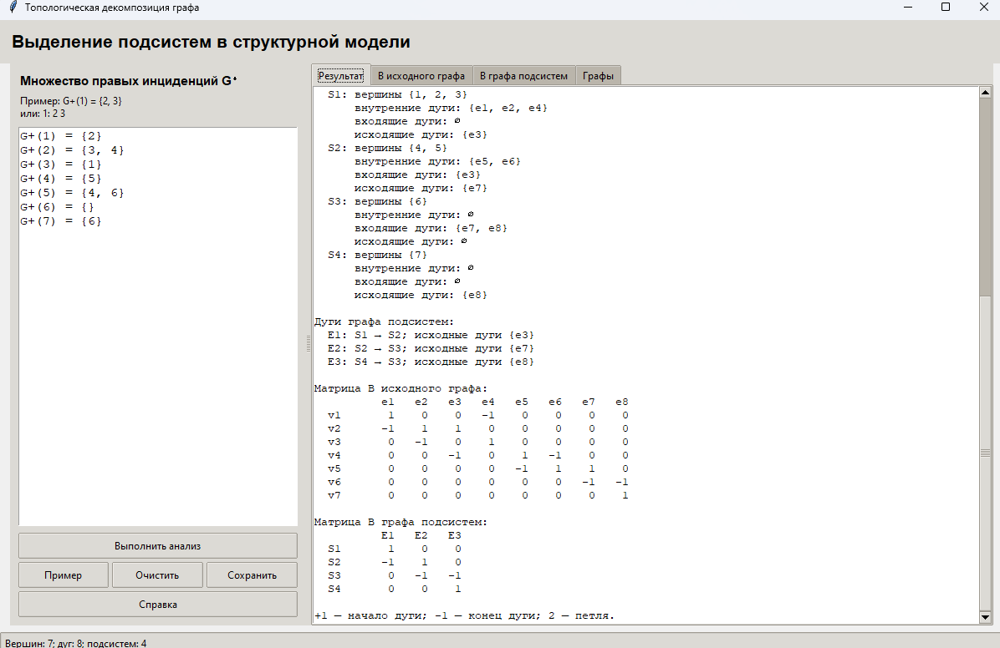 Топологическая декомпозиция графа
Выделение подсистем в структурной модели
Множество правых инциденций G⁺
Пример: G+(1) = {2, 3}
или: 1: 2 3
G+(1) = {2}
G+(2) = {3, 4}
G+(3) = {1}
G+(4) = {5}
G+(5) = {4, 6}
G+(6) = {}
G+(7) = {6}
Выполнить анализ
Пример Очистить Сохранить
Справка
Результат В исходного графа В графа подсистем Графы
S1: вершины {1, 2, 3}
внутренние дуги: {e1, e2, e4}
входящие дуги: ∅
исходящие дуги: {e3}
S2: вершины {4, 5}
внутренние дуги: {e5, e6}
входящие дуги: {e3}
исходящие дуги: {e7}
S3: вершины {6}
внутренние дуги: ∅
входящие дуги: {e7, e8}
исходящие дуги: ∅
S4: вершины {7}
внутренние дуги: ∅
входящие дуги: ∅
исходящие дуги: {e8}
Дуги графа подсистем:
E1: S1 → S2; исходные дуги {e3}
E2: S2 → S3; исходные дуги {e7}
E3: S4 → S3; исходные дуги {e8}
Матрица B исходного графа:
e1 e2 e3 e4 e5 e6 e7 e8
v1 1 0 0 -1 0 0 0 0
v2 -1 1 1 0 0 0 0 0
v3 0 -1 0 1 0 0 0 0
v4 0 0 -1 0 1 -1 0 0
v5 0 0 0 0 -1 1 1 0
v6 0 0 0 0 0 0 -1 -1
v7 0 0 0 0 0 0 0 1
Матрица B графа подсистем:
E1 E2 E3
S1 1 0 0
S2 -1 1 0
S3 0 -1 -1
S4 0 0 1
+1 — начало дуги; -1 — конец дуги; 2 — петля.
Вершин: 7; дуг: 8; подсистем: 4